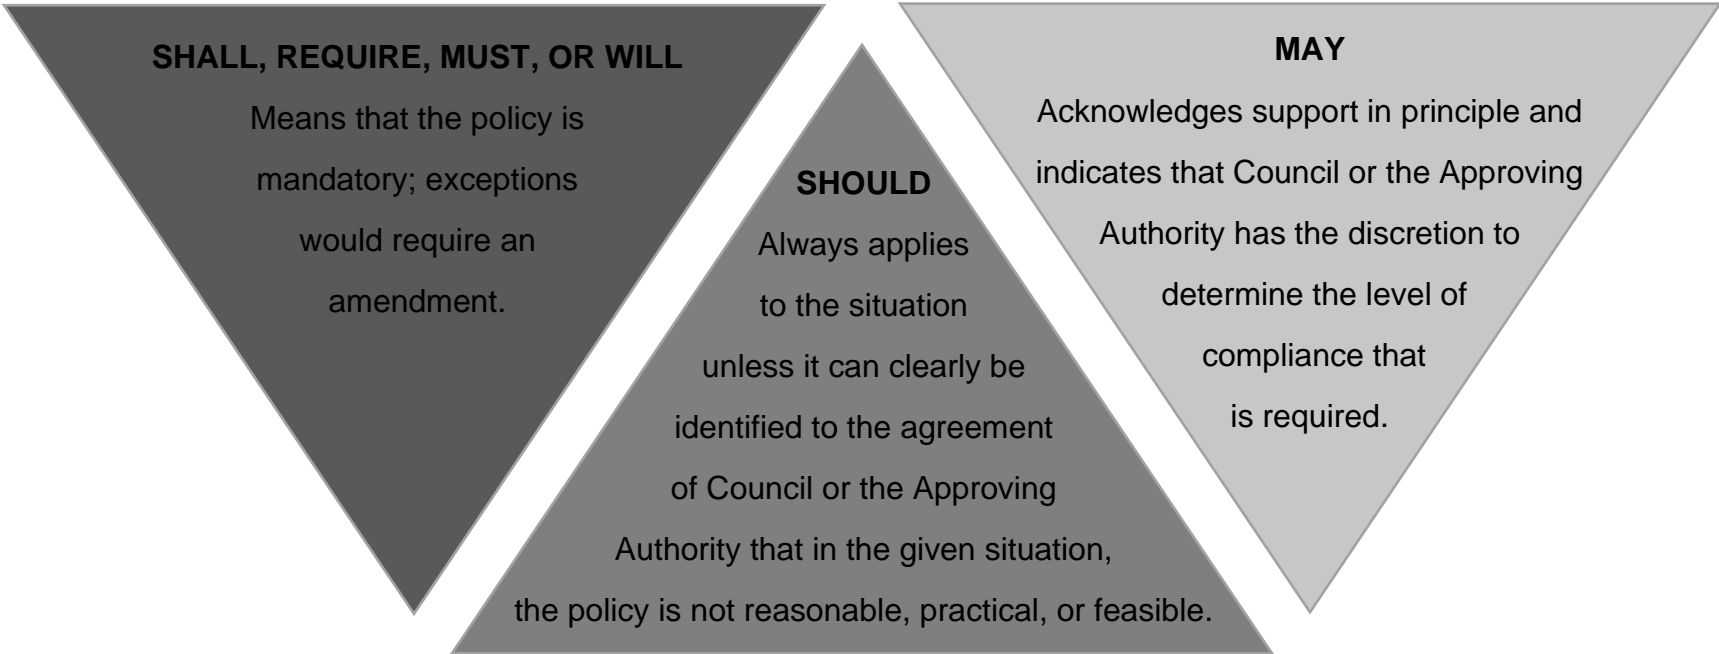 SHALL, REQUIRE, MUST, OR WILL
Means that the policy is
mandatory; exceptions
would require an
amendment.
SHOULD
Always applies
to the situation
unless it can clearly be
identified to the agreement
of Council or the Approving
Authority that in the given situation,
the policy is not reasonable, practical, or feasible.
MAY
Acknowledges support in principle and
indicates that Council or the Approving
Authority has the discretion to
determine the level of
compliance that
is required.